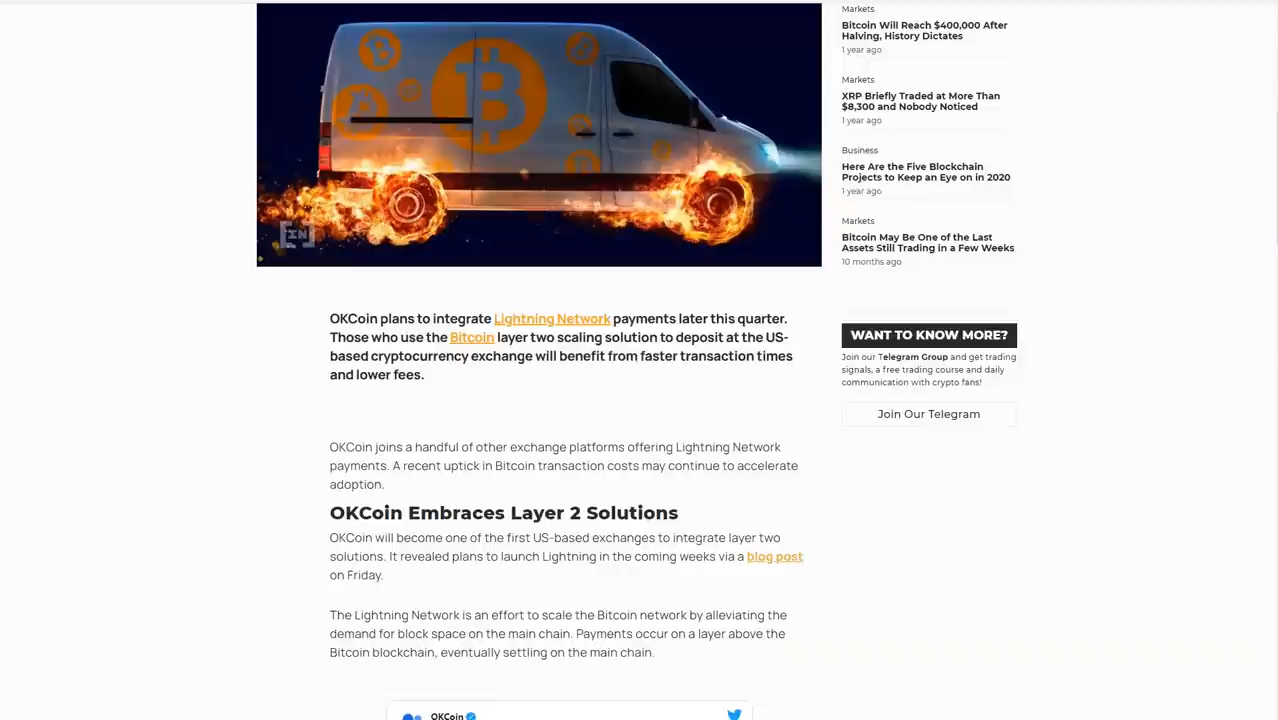 IN
OKCoin plans to integrate Lightning Network payments later this quarter.
Those who use the Bitcoin layer two scaling solution to deposit at the US-
based cryptocurrency exchange will benefit from faster transaction times
and lower fees.
OKCoin joins a handful of other exchange platforms offering Lightning Network
payments. A recent uptick in Bitcoin transaction costs may continue to accelerate
adoption.
OKCoin Embraces Layer 2 Solutions
OKCoin will become one of the first US-based exchanges to integrate layer two
solutions. It revealed plans to launch Lightning in the coming weeks via a blog post
on Friday.
The Lightning Network is an effort to scale the Bitcoin network by alleviating the
demand for block space on the main chain. Payments occur on a layer above the
Bitcoin blockchain, eventually settling on the main chain.
OKCoin
Markets
Bitcoin Will Reach $400,000 After
Halving, History Dictates
1 year ago
Markets
XRP Briefly Traded at More Than
$8,300 and Nobody Noticed
1 year ago
Business
Here Are the Five Blockchain
Projects to Keep an Eye on in 2020
1 year ago
Markets
Bitcoin May Be One of the Last
Assets Still Trading in a Few Weeks
10 months ago
WANT TO KNOW MORE?
Join our Telegram Group and get trading
signals, a free trading course and daily
communication with crypto fans!
Join Our Telegram